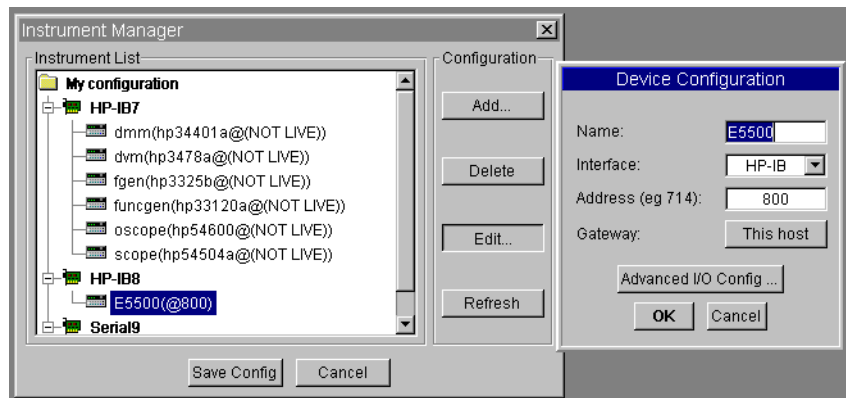 Instrument Manager
Instrument List
My configuration
HP-IB7
dmm(hp34401a@(NOT LIVE))
dvm(hp3478a@(NOT LIVE))
fgen(hp3325b@(NOT LIVE))
funcgen(hp33120a@(NOT LIVE))
oscope(hp54600@(NOT LIVE))
scope(hp54504a@(NOT LIVE))
HP-IB8
E5500(@800)
Serial9
Save Config Cancel
Configuration
Add...
Delete
Edit...
Refresh
Device Configuration
Name: E5500
Interface: HP-IB
Address (eg 714): 800
Gateway: This host
Advanced I/O Config ...
OK Cancel